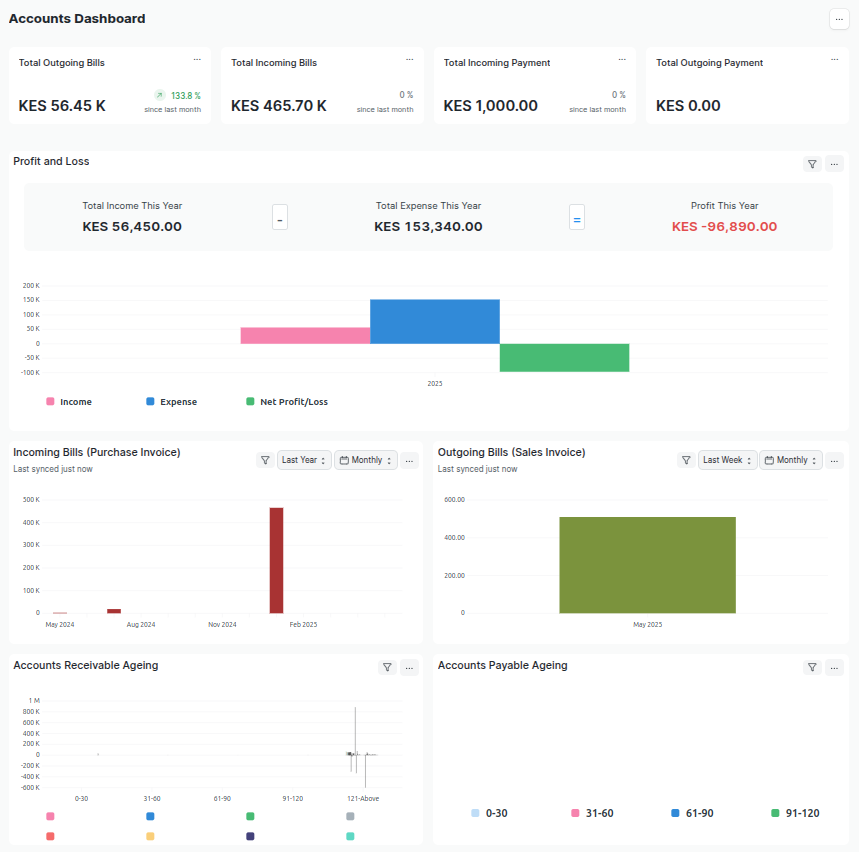 Accounts Dashboard
...
Total Outgoing Bills ...
KES 56.45 K
133.8 %
since last month
Total Incoming Bills ...
KES 465.70 K
0 %
since last month
Total Incoming Payment ...
KES 1,000.00
0 %
since last month
Total Outgoing Payment ...
KES 0.00
Profit and Loss
...
Total Income This Year
KES 56,450.00
-
Total Expense This Year
KES 153,340.00
=
Profit This Year
KES -96,890.00
200 K
150 K
100 K
50 K
0
-50 K
-100 K
2025
Income Expense Net Profit/Loss
Incoming Bills (Purchase Invoice)
Last synced just now
Last Year Monthly ...
500 K
400 K
300 K
200 K
100 K
0
May 2024 Aug 2024 Nov 2024 Feb 2025
Outgoing Bills (Sales Invoice)
Last synced just now
Last Week Monthly ...
600.00
400.00
200.00
0
May 2025
Accounts Receivable Ageing
...
1 M
800 K
600 K
400 K
200 K
0
-200 K
-400 K
-600 K
0-30 31-60 61-90 91-120 121-Above
Accounts Payable Ageing
...
0-30 31-60 61-90 91-120